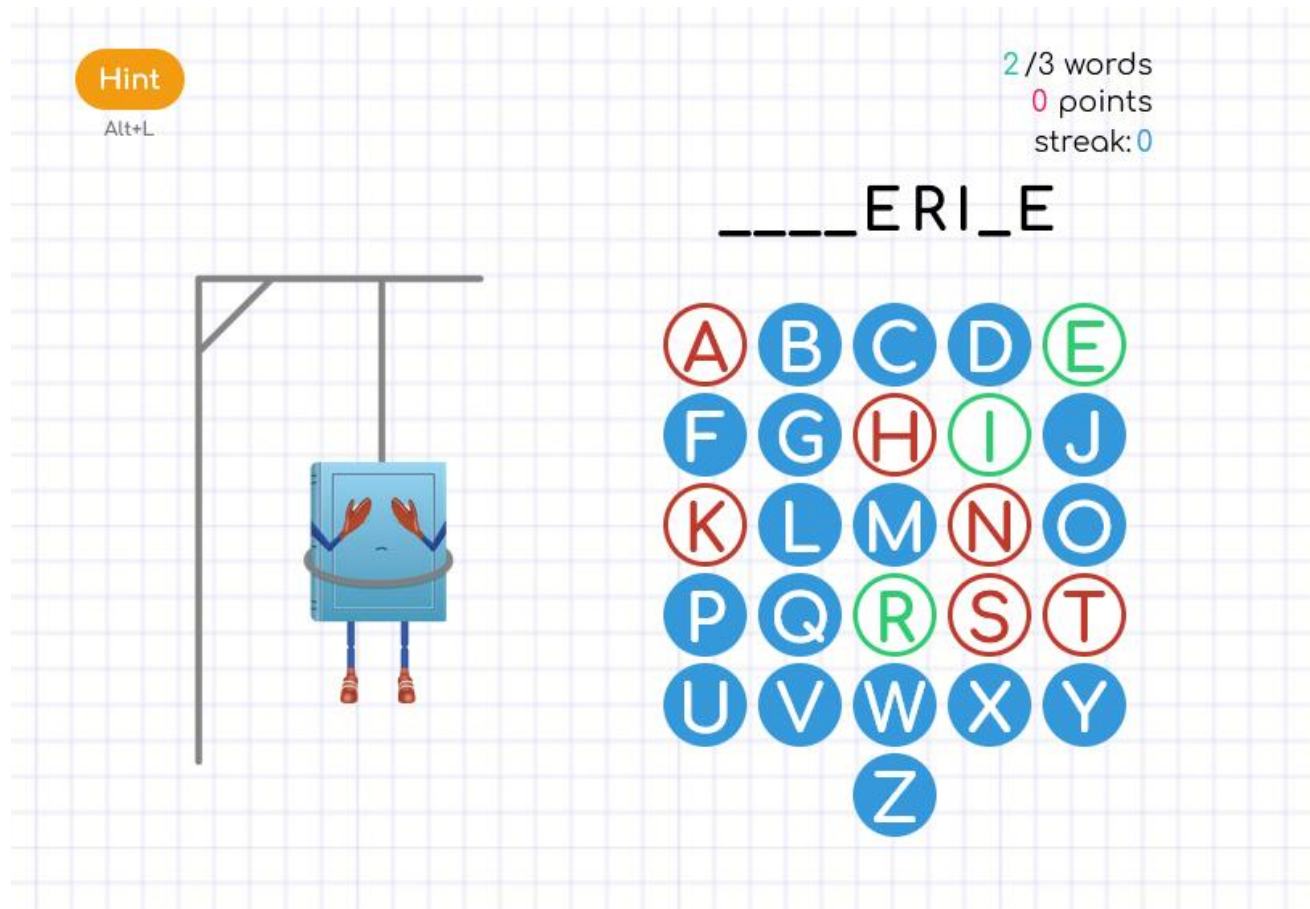 Hint
Alt+L
2/3 words
0 points
streak: 0
____ERI_E
A B C D E
F G H I J
K L M N O
P Q R S T
U V W X Y
Z